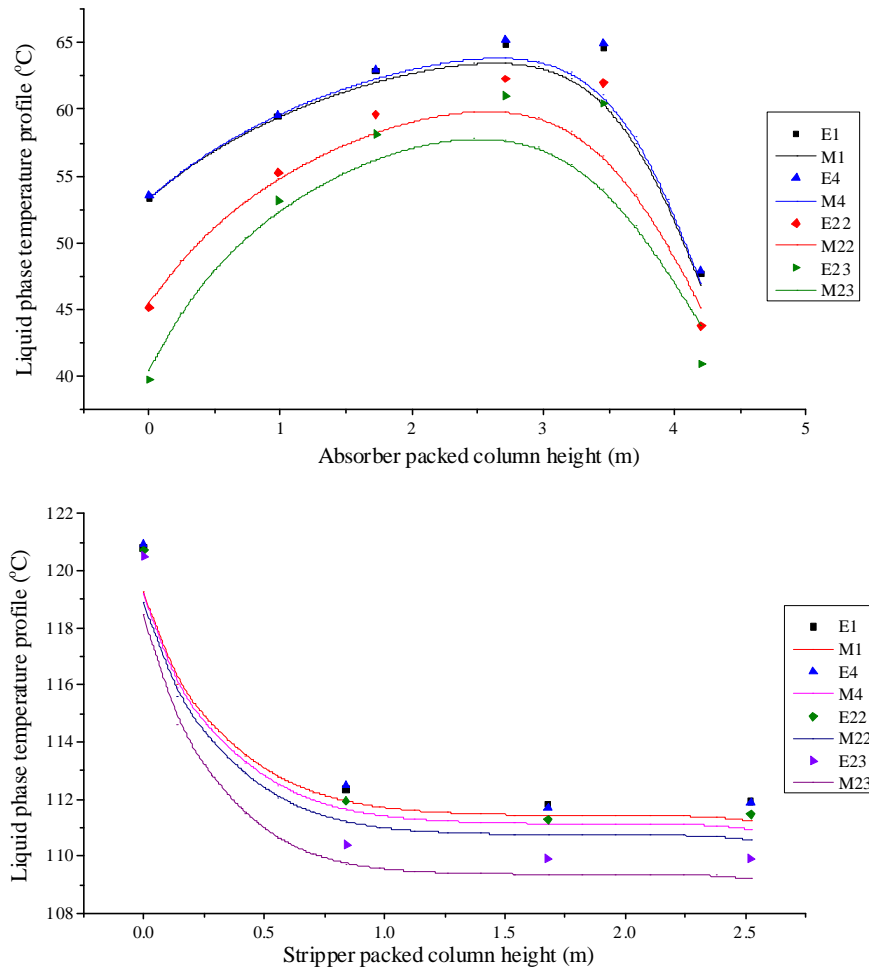 Liquid phase temperature profile (°C)
65
60
55
50
45
40
0
1
2
3
4
5
Absorber packed column height (m)
E1
M1
E4
M4
E22
M22
E23
M23
Liquid phase temperature profile (°C)
122
120
118
116
114
112
110
108
0.0
0.5
1.0
1.5
2.0
2.5
Stripper packed column height (m)
E1
M1
E4
M4
E22
M22
E23
M23